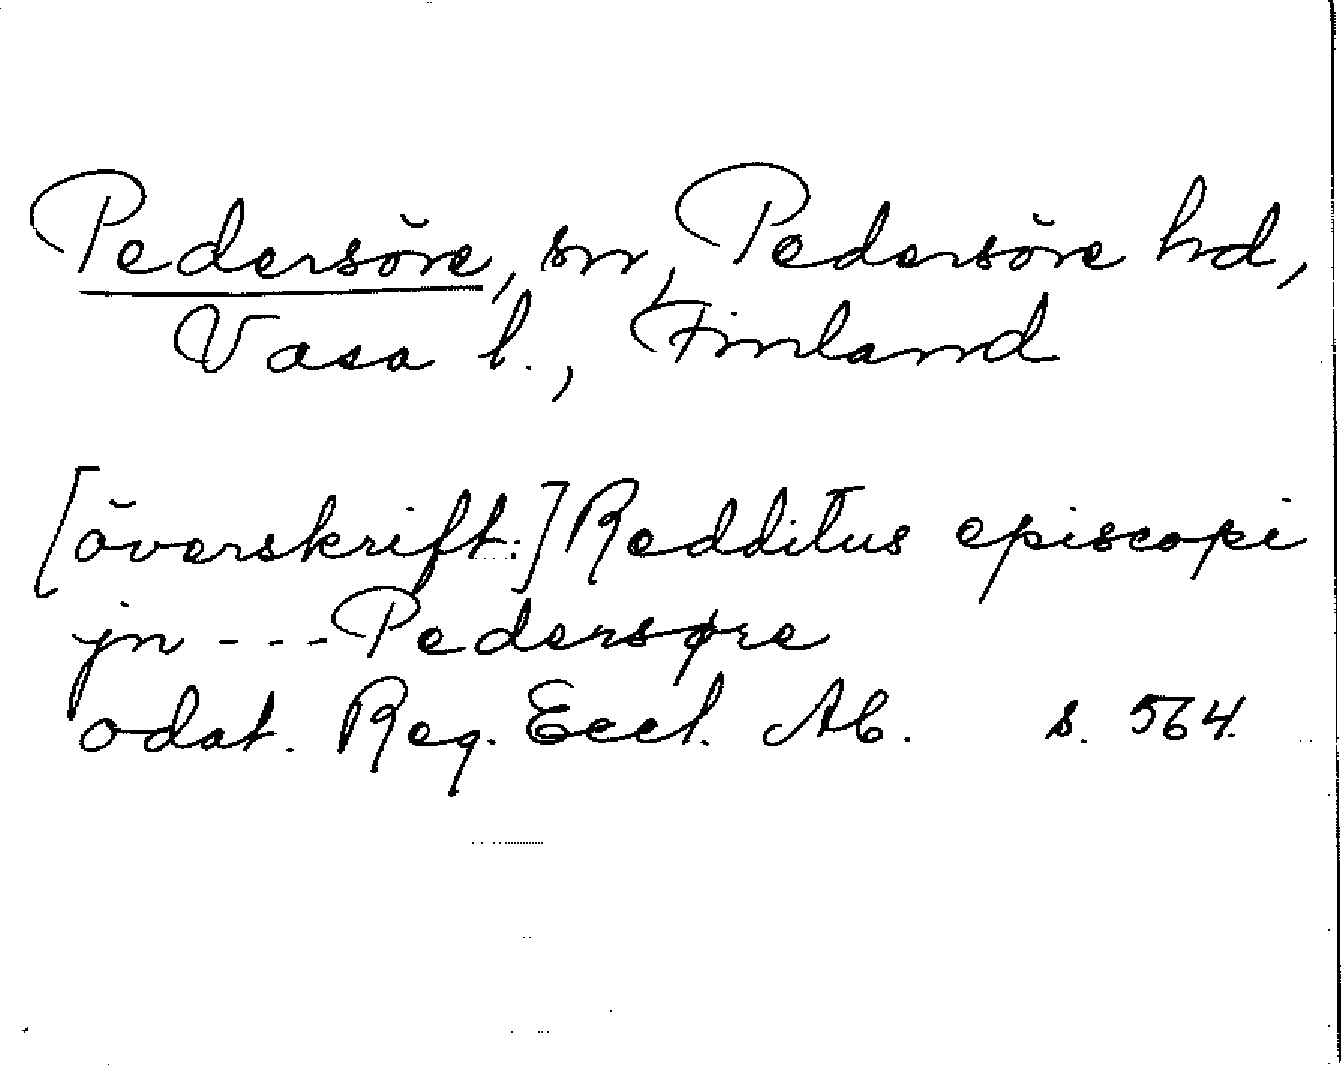 Pedersöre, sn, Pedersöre hd,
Vasa l., Finland
[överskrift:] Redditus episcopi
jn --- Pedersøre
odat. Reg. Eccl. Ab. s. 564.